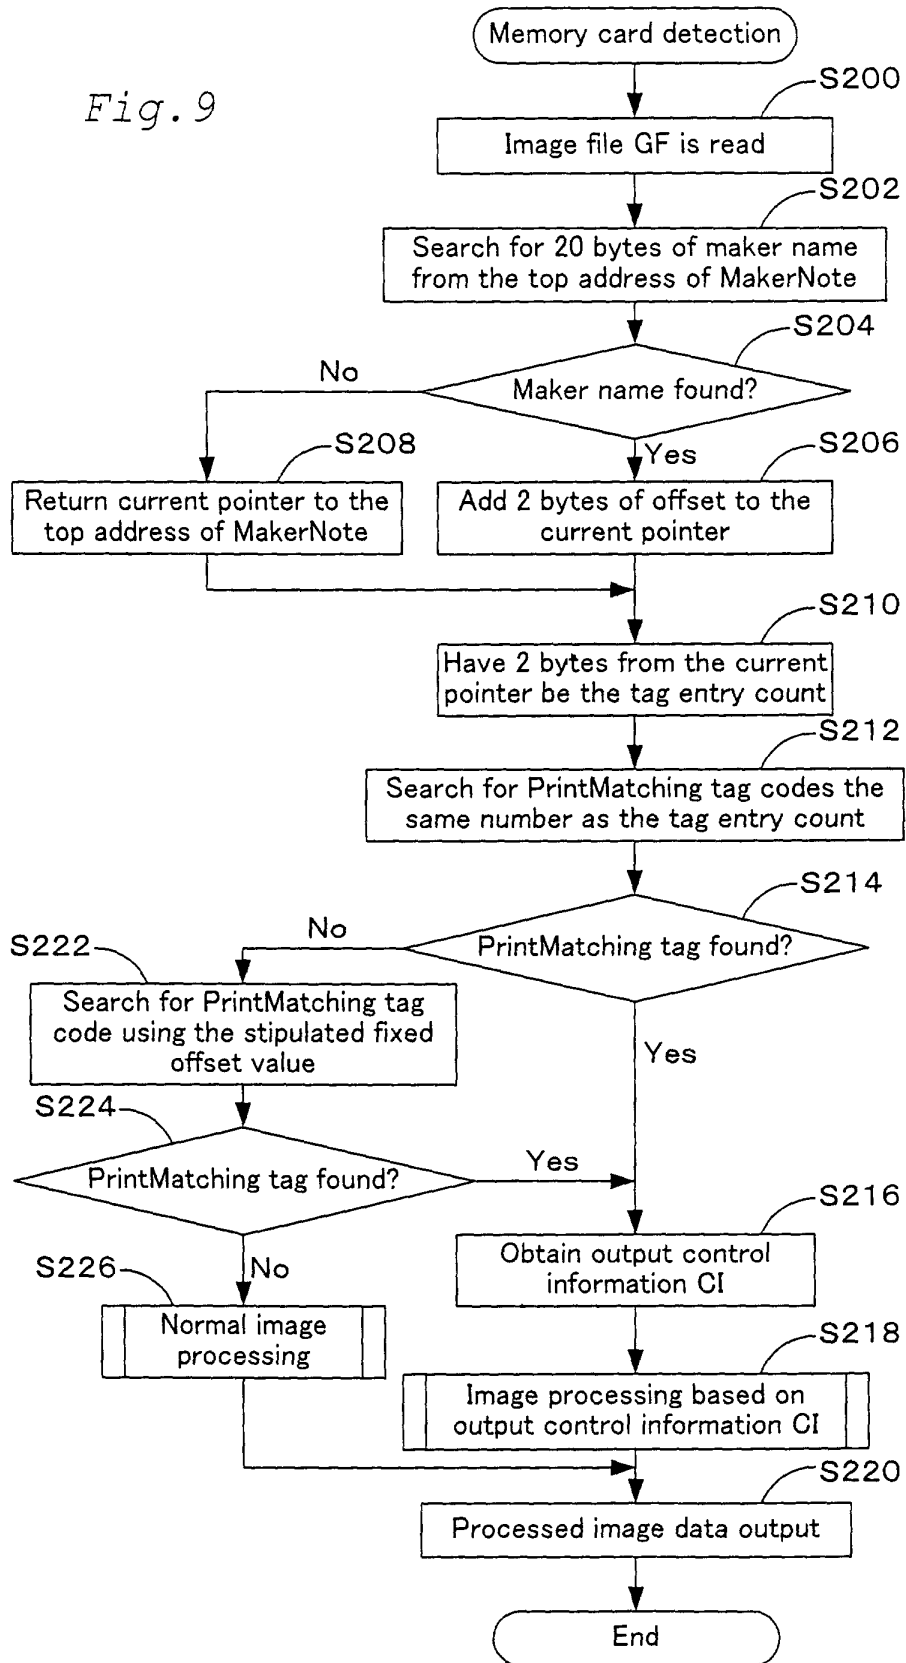 Memory card detection
Fig.9
S200
Image file GF is read
S202
Search for 20 bytes of maker name
from the top address of MakerNote
S204
Maker name found?
No
Yes
S208
Return current pointer to the
top address of MakerNote
S206
Add 2 bytes of offset to the
current pointer
S210
Have 2 bytes from the current
pointer be the tag entry count
S212
Search for PrintMatching tag codes the
same number as the tag entry count
S214
PrintMatching tag found?
No
Yes
S222
Search for PrintMatching tag
code using the stipulated fixed
offset value
S224
PrintMatching tag found?
Yes
No
S216
Obtain output control
information CI
S226
Normal image
processing
S218
Image processing based on
output control information CI
S220
Processed image data output
End